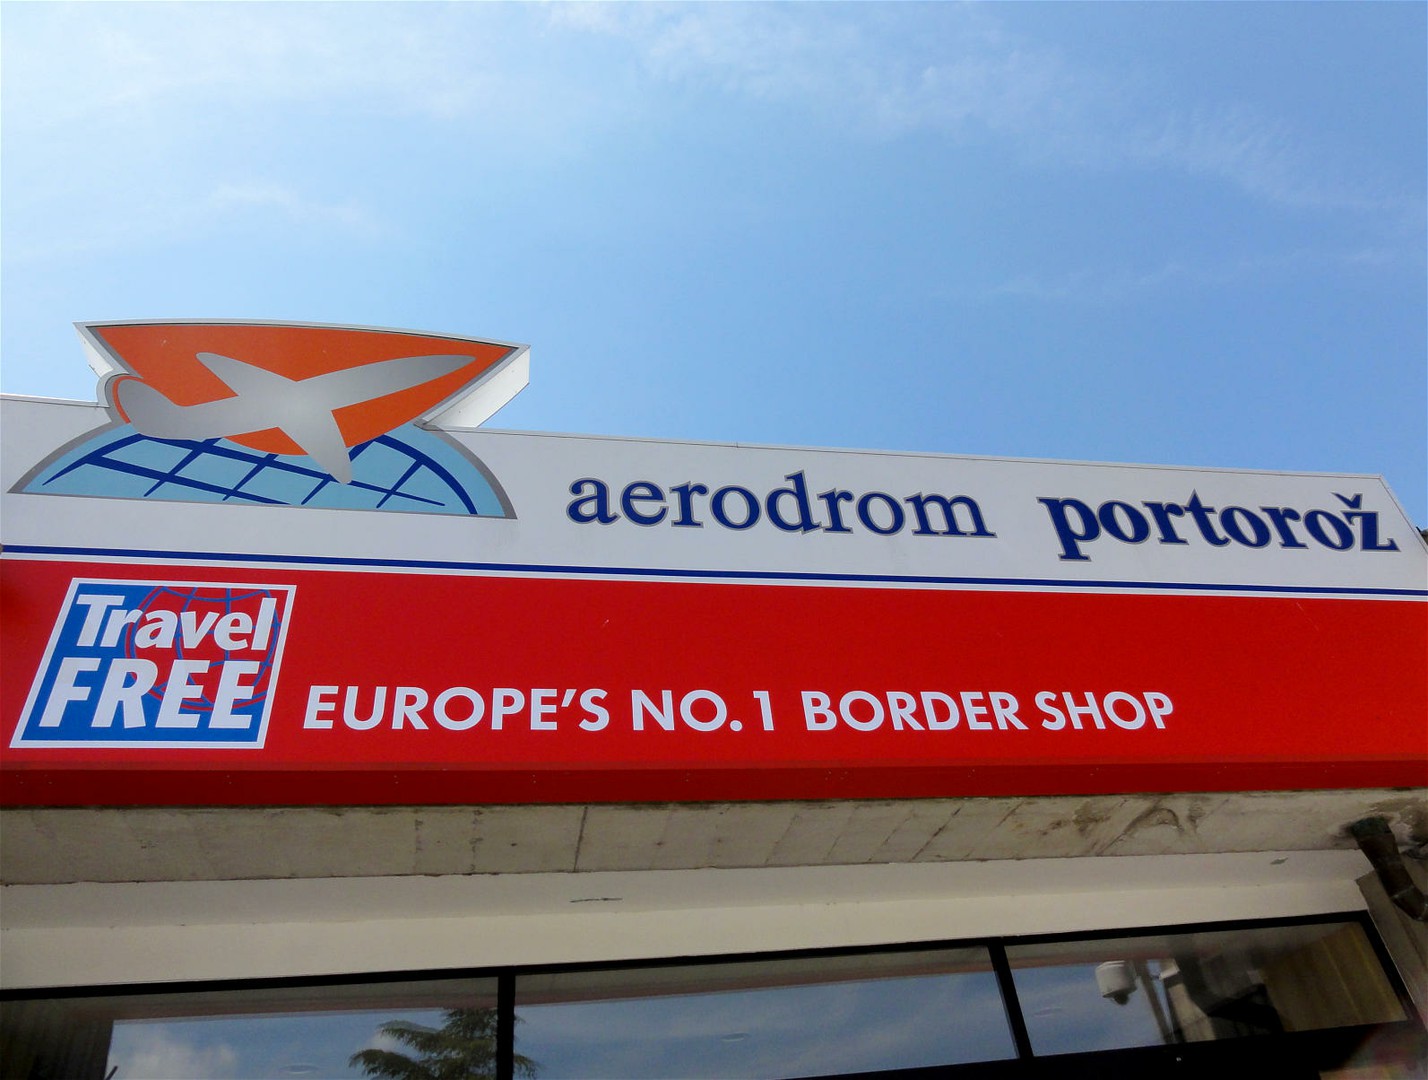 aerodrom portorož
Travel
FREE
EUROPE'S NO.1 BORDER SHOP